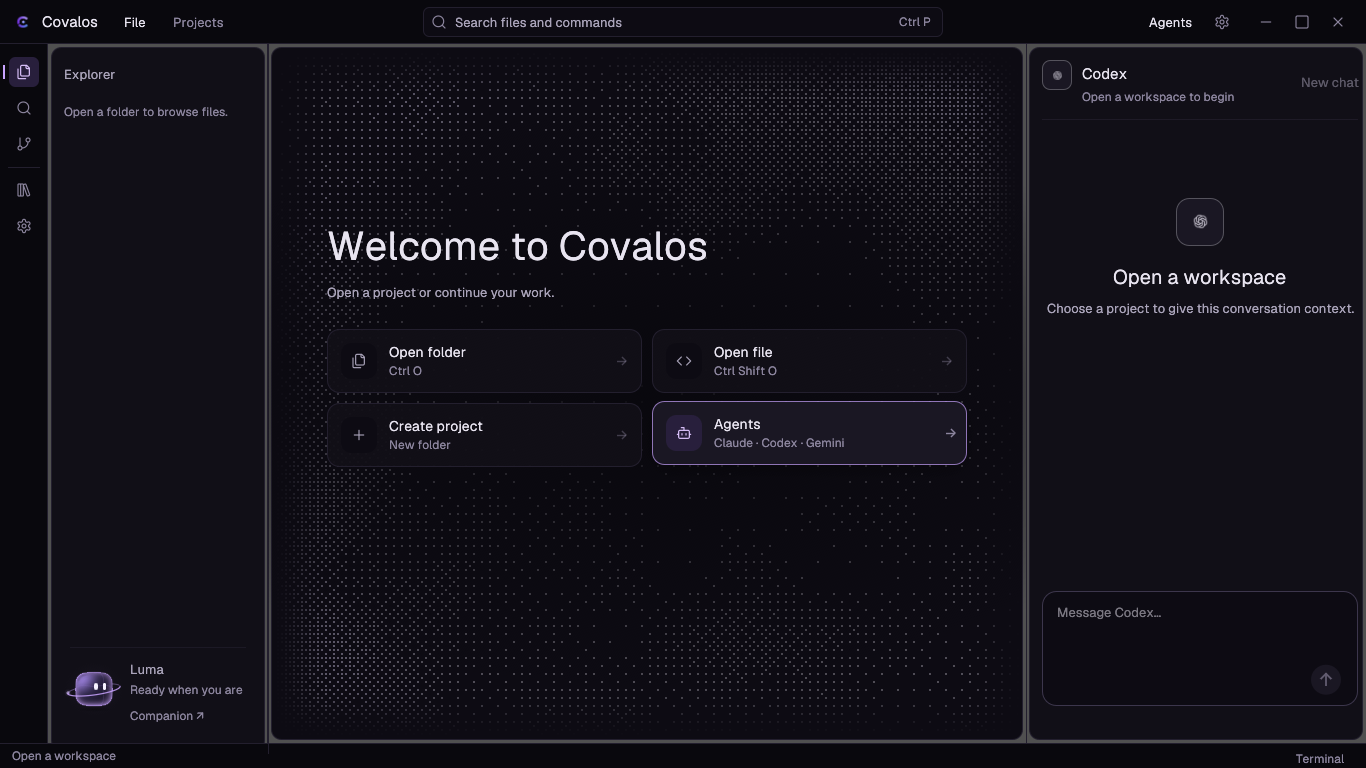 Covalos
File
Projects
Search files and commands
Ctrl P
Agents
Explorer
Open a folder to browse files.
Luma
Ready when you are
Companion ↗
Welcome to Covalos
Open a project or continue your work.
Open folder
Ctrl O
Open file
Ctrl Shift O
Create project
New folder
Agents
Claude · Codex · Gemini
Codex
Open a workspace to begin
New chat
Open a workspace
Choose a project to give this conversation context.
Message Codex…
Open a workspace
Terminal